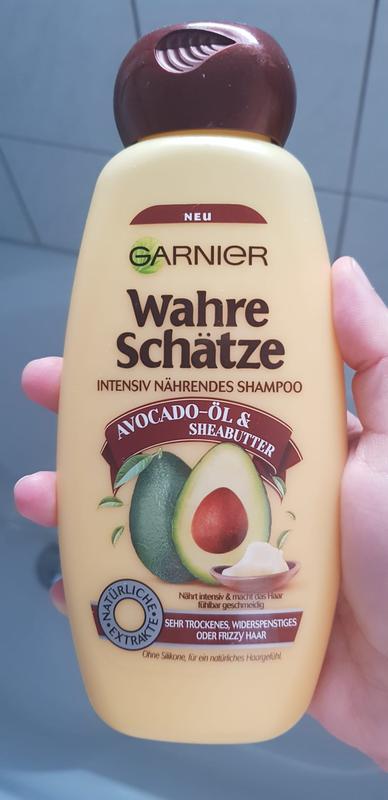 NEU
GARNIER
Wahre
Schätze
INTENSIV NÄHRENDES SHAMPOO
AVOCADO-ÖL &
SHEABUTTER
Nährt intensiv & macht das Haar
fühlbar geschmeidig
NATÜRLICHE
EXTRAKTE
SEHR TROCKENES, WIDERSPENSTIGES
ODER FRIZZY HAAR
Ohne Silikone, für ein natürliches Haargefühl.